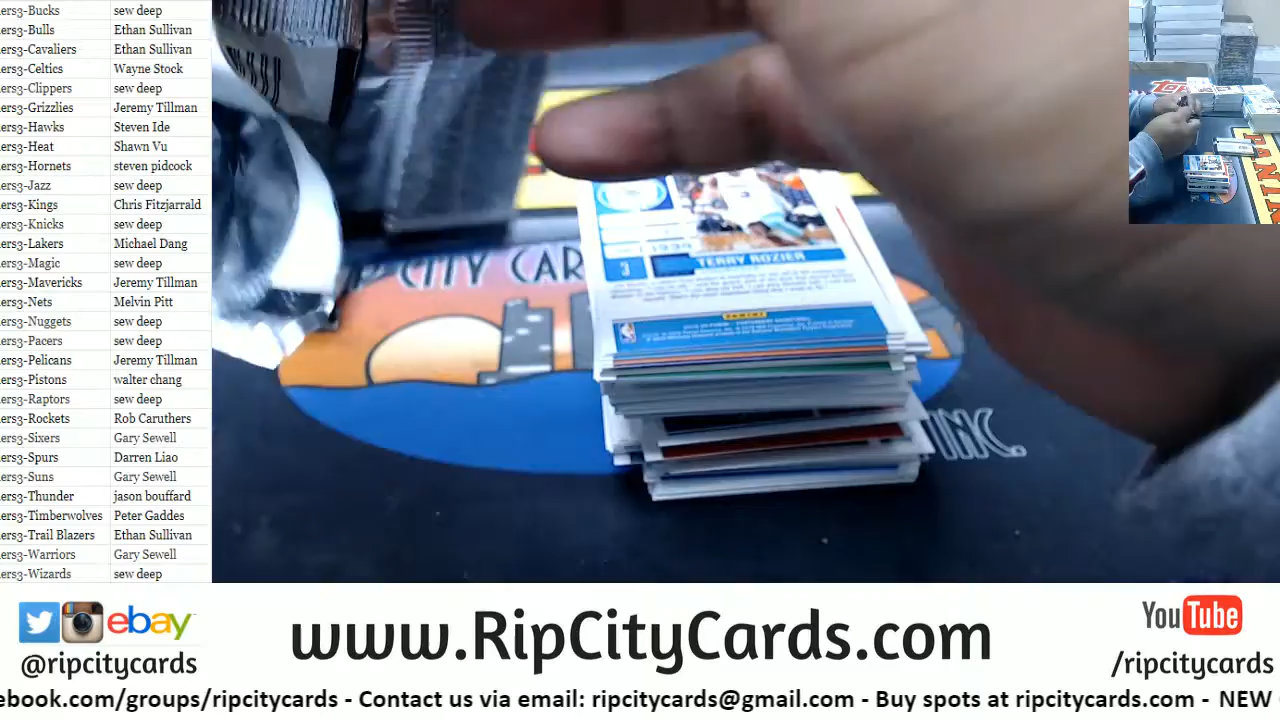 ers3-Bucks sew deep
ers3-Bulls Ethan Sullivan
ers3-Cavaliers Ethan Sullivan
ers3-Celtics Wayne Stock
ers3-Clippers sew deep
ers3-Grizzlies Jeremy Tillman
ers3-Hawks Steven Ide
ers3-Heat Shawn Vu
ers3-Hornets steven pidcock
ers3-Jazz sew deep
ers3-Kings Chris Fitzjarrald
ers3-Knicks sew deep
ers3-Lakers Michael Dang
ers3-Magic sew deep
ers3-Mavericks Jeremy Tillman
ers3-Nets Melvin Pitt
ers3-Nuggets sew deep
ers3-Pacers sew deep
ers3-Pelicans Jeremy Tillman
ers3-Pistons walter chang
ers3-Raptors sew deep
ers3-Rockets Rob Caruthers
ers3-Sixers Gary Sewell
ers3-Spurs Darren Liao
ers3-Suns Gary Sewell
ers3-Thunder jason bouffard
ers3-Timberwolves Peter Gaddes
ers3-Trail Blazers Ethan Sullivan
ers3-Warriors Gary Sewell
ers3-Wizards sew deep
P CITY CAR
INC.
3 TERRY ROZIER
PANINI
PANINI
ebay
@ripcitycards
www.RipCityCards.com
YouTube
/ripcitycards
ebook.com/groups/ripcitycards - Contact us via email: ripcitycards@gmail.com - Buy spots at ripcitycards.com - NEW